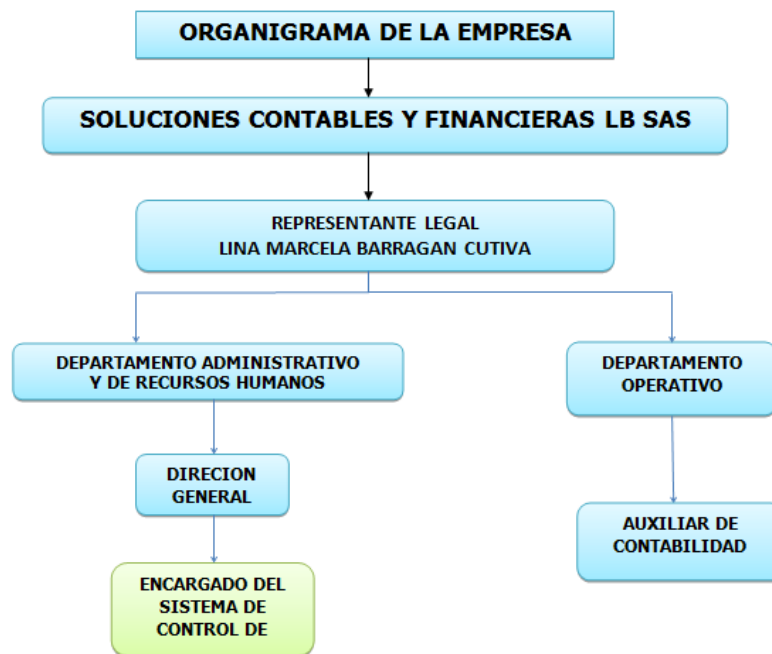 ORGANIGRAMA DE LA EMPRESA
SOLUCIONES CONTABLES Y FINANCIERAS LB SAS
REPRESENTANTE LEGAL
LINA MARCELA BARRAGAN CUTIVA
DEPARTAMENTO ADMINISTRATIVO
Y DE RECURSOS HUMANOS
DEPARTAMENTO
OPERATIVO
DIRECION
GENERAL
AUXILIAR DE
CONTABILIDAD
ENCARGADO DEL
SISTEMA DE
CONTROL DE